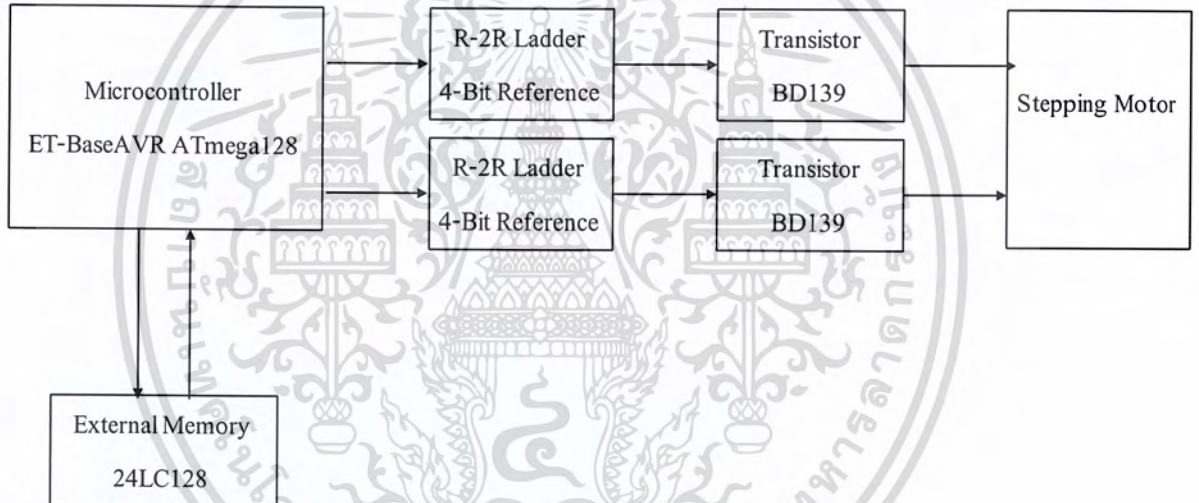 Microcontroller
ET-BaseAVR ATmega128
R-2R Ladder
4-Bit Reference
Transistor
BD139
Stepping Motor
R-2R Ladder
4-Bit Reference
Transistor
BD139
External Memory
24LC128